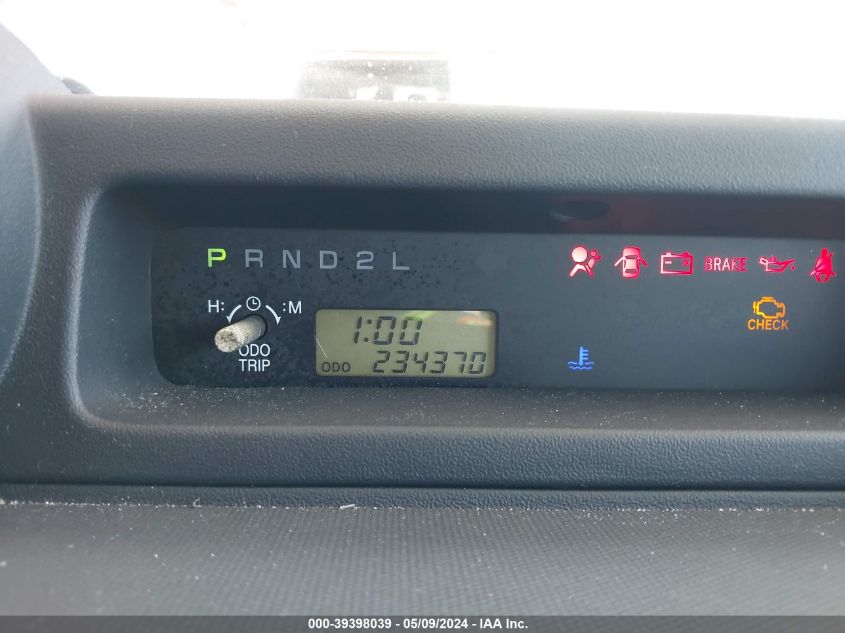 P R N D 2 L
BRAKE
H: :M
1:00
CHECK
ODO
TRIP
ODO 234370
000-39398039 - 05/09/2024 - IAA Inc.